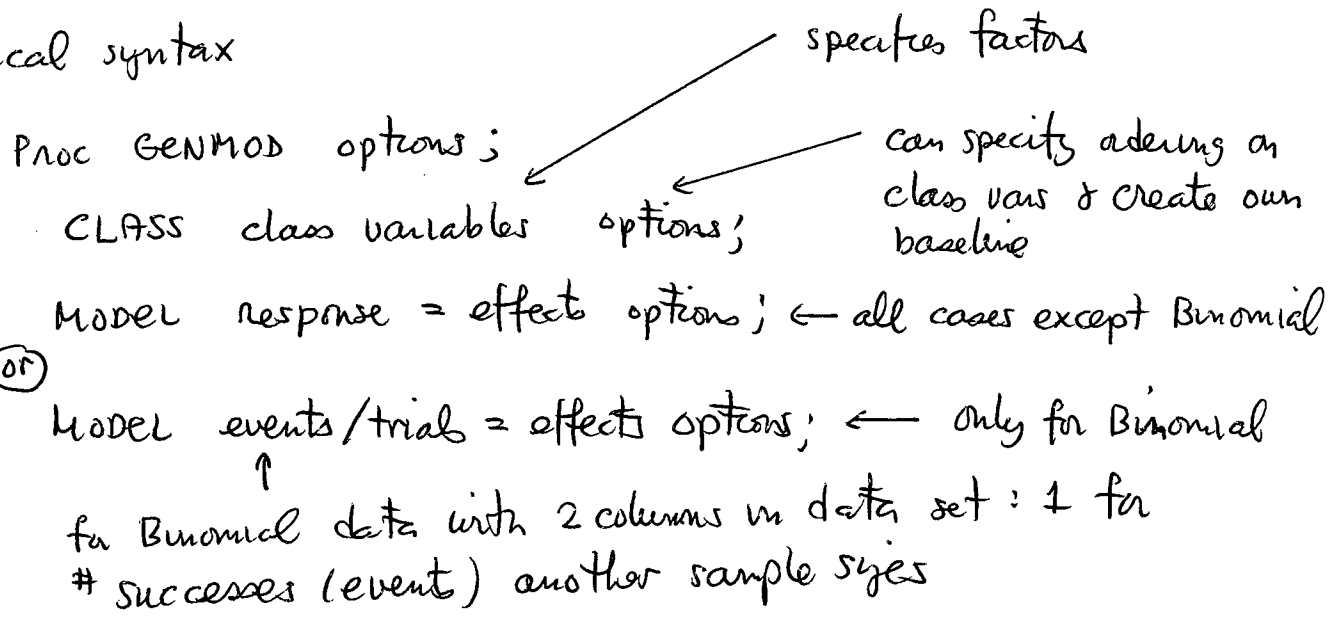 cal syntax
specifies factors
Proc GENMOD options;
can specify ordering on
class vars & create own
baseline
CLASS class variables options;
MODEL response = effects options; ← all cases except Binomial
or
MODEL events/trials = effects options; ← only for Binomial
↑
for Binomial data with 2 columns in data set : 1 for
# successes (event) another sample sizes